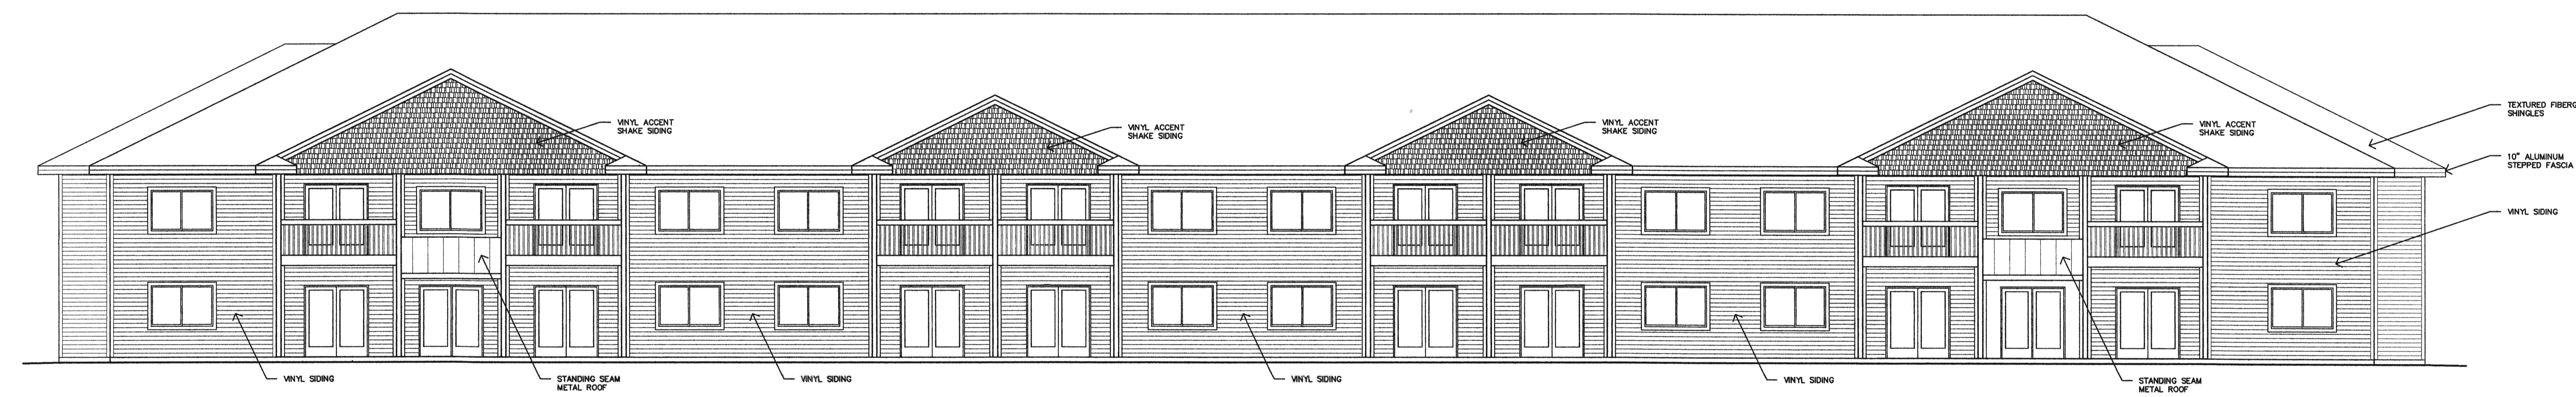 TEXTURED FIBERG
SHINGLES
VINYL ACCENT
SHAKE SIDING
VINYL ACCENT
SHAKE SIDING
VINYL ACCENT
SHAKE SIDING
VINYL ACCENT
SHAKE SIDING
10" ALUMINUM
STEPPED FASCIA
VINYL SIDING
VINYL SIDING
STANDING SEAM
METAL ROOF
VINYL SIDING
VINYL SIDING
VINYL SIDING
STANDING SEAM
METAL ROOF